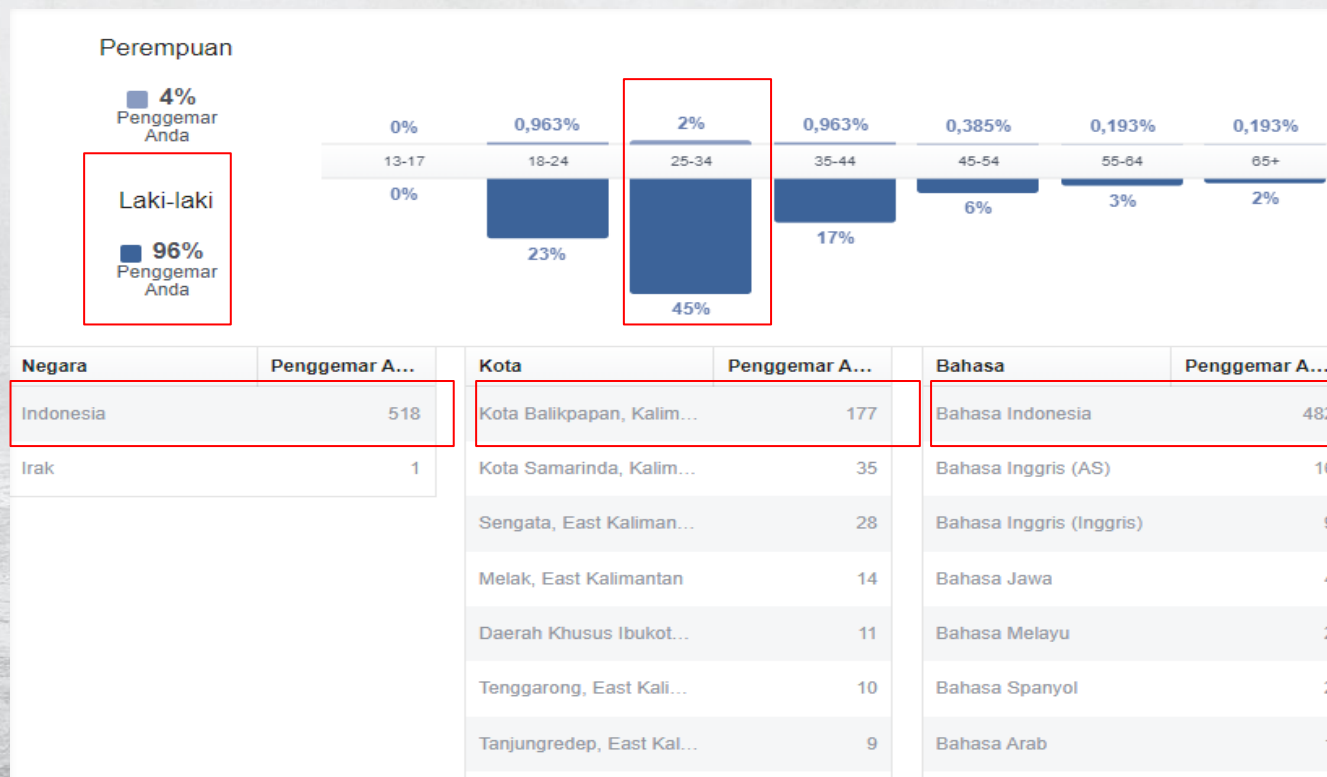 Perempuan
4%
Penggemar
Anda
0% 0,963% 2% 0,963% 0,385% 0,193% 0,193%
13-17 18-24 25-34 35-44 45-54 55-64 65+
Laki-laki
96%
Penggemar
Anda
0% 23% 45% 17% 6% 3% 2%
Negara Penggemar A... Kota Penggemar A... Bahasa Penggemar A...
Indonesia 518 Kota Balikpapan, Kalim... 177 Bahasa Indonesia 482
Irak 1 Kota Samarinda, Kalim... 35 Bahasa Inggris (AS)
Sengata, East Kaliman... 28 Bahasa Inggris (Inggris)
Melak, East Kalimantan 14 Bahasa Jawa
Daerah Khusus Ibukot... 11 Bahasa Melayu
Tenggarong, East Kali... 10 Bahasa Spanyol
Tanjungredep, East Kal... 9 Bahasa Arab